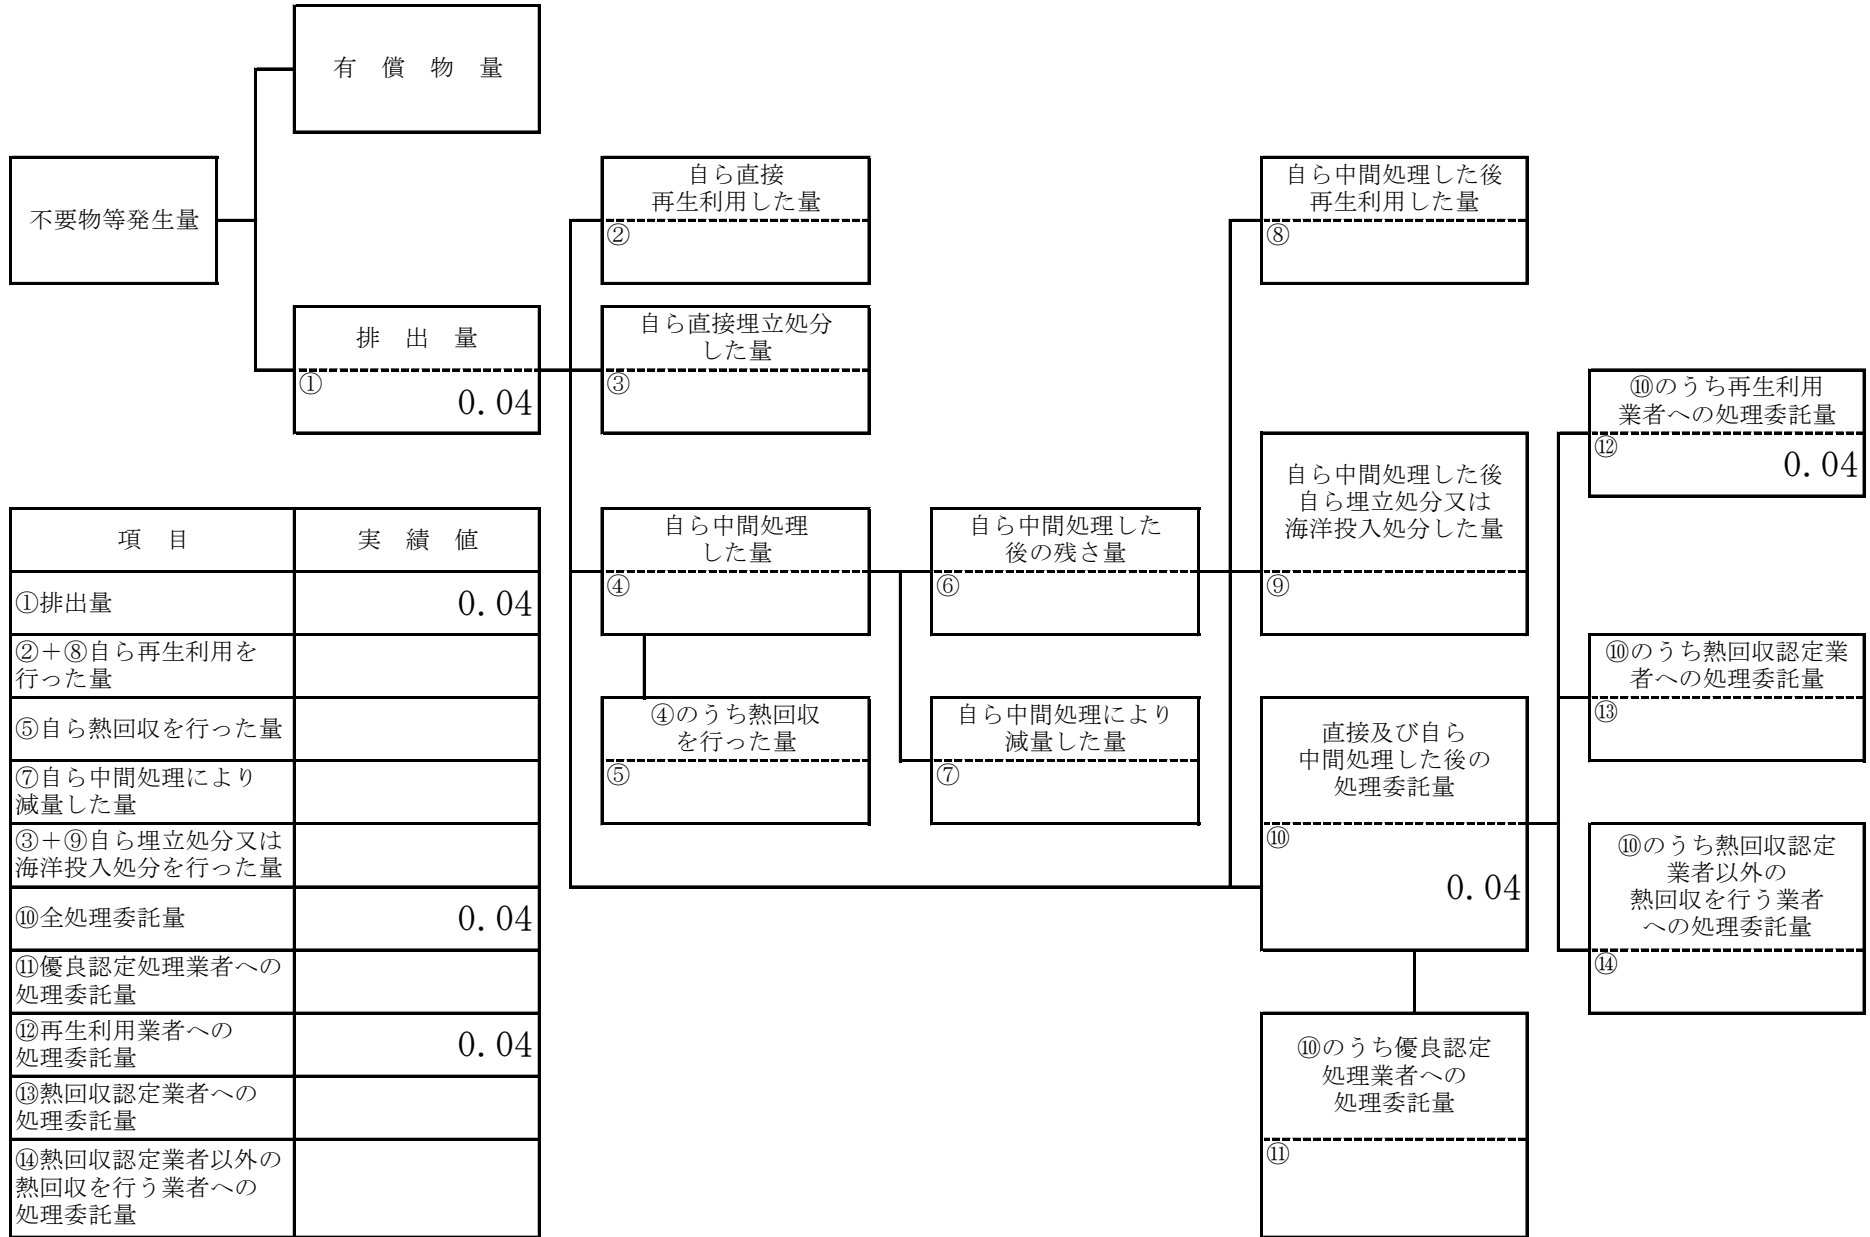 有　償　物　量
不要物等発生量
排　出　量
①
0.04
自ら直接
再生利用した量
②
自ら直接埋立処分
した量
③
自ら中間処理
した量
④
④のうち熱回収
を行った量
⑤
自ら中間処理した
後の残さ量
⑥
自ら中間処理により
減量した量
⑦
自ら中間処理した後
再生利用した量
⑧
自ら中間処理した後
自ら埋立処分又は
海洋投入処分した量
⑨
直接及び自ら
中間処理した後の
処理委託量
⑩
0.04
⑩のうち優良認定
処理業者への
処理委託量
⑪
⑩のうち再生利用
業者への処理委託量
⑫
0.04
⑩のうち熱回収認定業
者への処理委託量
⑬
⑩のうち熱回収認定
業者以外の
熱回収を行う業者
への処理委託量
⑭
項　目　実　績　値
①排出量 0.04
②＋⑧自ら再生利用を
行った量
⑤自ら熱回収を行った量
⑦自ら中間処理により
減量した量
③＋⑨自ら埋立処分又は
海洋投入処分を行った量
⑩全処理委託量 0.04
⑪優良認定処理業者への
処理委託量
⑫再生利用業者への
処理委託量 0.04
⑬熱回収認定業者への
処理委託量
⑭熱回収認定業者以外の
熱回収を行う業者への
処理委託量